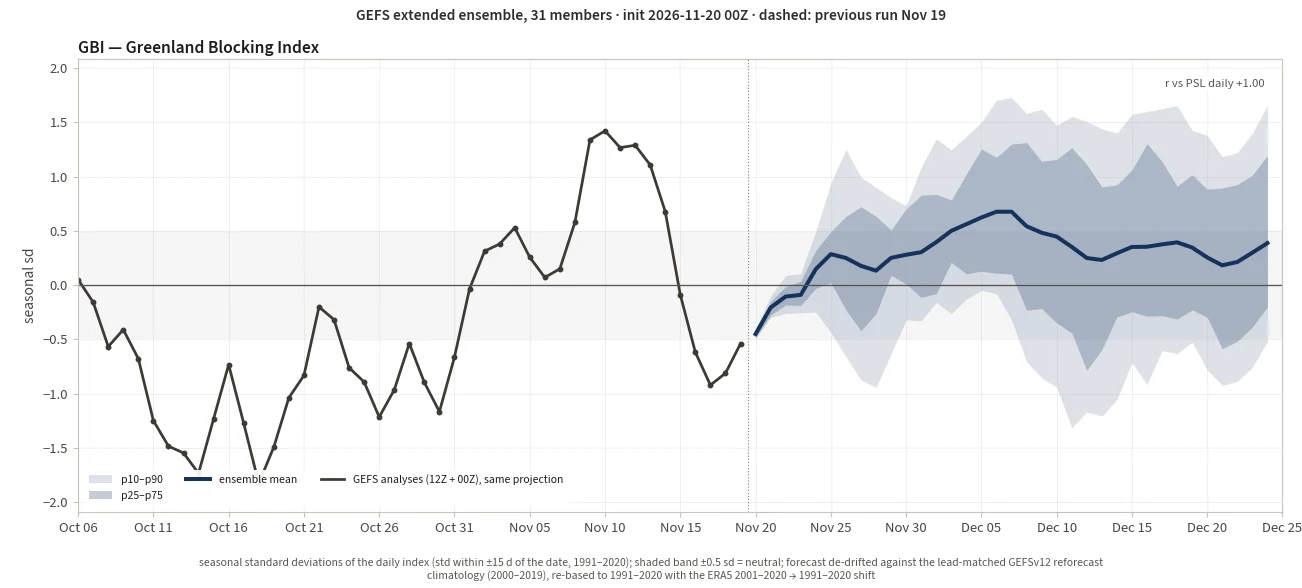 GEFS extended ensemble, 31 members · init 2026-11-20 00Z · dashed: previous run Nov 19
GBI — Greenland Blocking Index
r vs PSL daily +1.00
seasonal sd
2.0
1.5
1.0
0.5
0.0
−0.5
−1.0
−1.5
−2.0
p10–p90
p25–p75
ensemble mean
GEFS analyses (12Z + 00Z), same projection
Oct 06 Oct 11 Oct 16 Oct 21 Oct 26 Oct 31 Nov 05 Nov 10 Nov 15 Nov 20 Nov 25 Nov 30 Dec 05 Dec 10 Dec 15 Dec 20 Dec 25
seasonal standard deviations of the daily index (std within ±15 d of the date, 1991–2020); shaded band ±0.5 sd = neutral; forecast de-drifted against the lead-matched GEFSv12 reforecast
climatology (2000–2019), re-based to 1991–2020 with the ERA5 2001–2020 → 1991–2020 shift